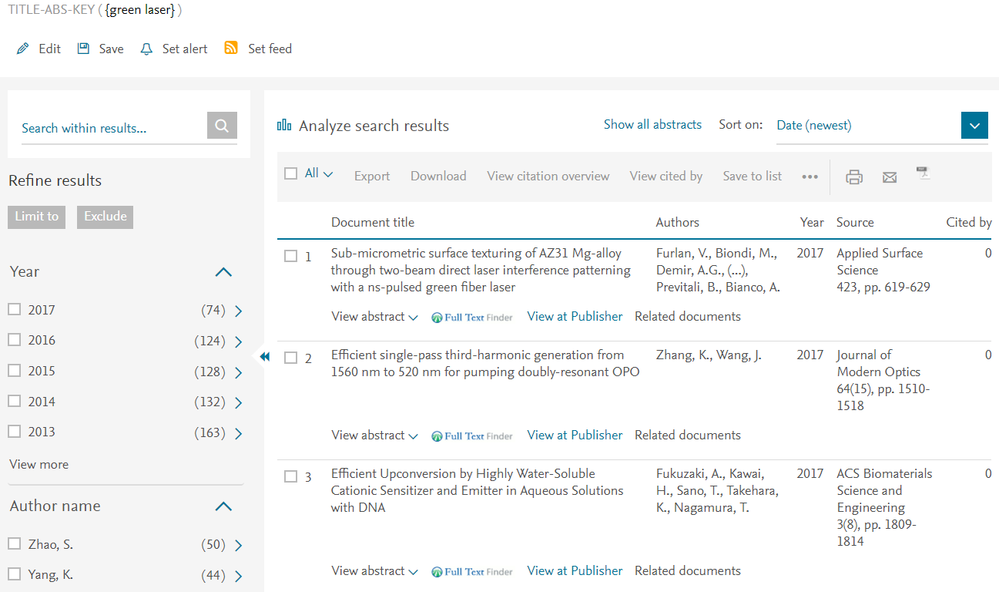 TITLE-ABS-KEY ( {green laser} )
Edit Save Set alert Set feed
Search within results...
Refine results
Limit to Exclude
Year
2017 (74)
2016 (124)
2015 (128)
2014 (132)
2013 (163)
View more
Author name
Zhao, S. (50)
Yang, K. (44)
Analyze search results Show all abstracts Sort on: Date (newest)
All Export Download View citation overview View cited by Save to list •••
Document title Authors Year Source Cited by
1 Sub-micrometric surface texturing of AZ31 Mg-alloy Furlan, V., Biondi, M., 2017 Applied Surface 0
through two-beam direct laser interference patterning Demir, A.G., (...), Science
with a ns-pulsed green fiber laser Previtali, B., Bianco, A. 423, pp. 619-629
View abstract Full Text Finder View at Publisher Related documents
2 Efficient single-pass third-harmonic generation from Zhang, K., Wang, J. 2017 Journal of 0
1560 nm to 520 nm for pumping doubly-resonant OPO Modern Optics
64(15), pp. 1510-
1518
View abstract Full Text Finder View at Publisher Related documents
3 Efficient Upconversion by Highly Water-Soluble Fukuzaki, A., Kawai, 2017 ACS Biomaterials 0
Cationic Sensitizer and Emitter in Aqueous Solutions H., Sano, T., Takehara, Science and
with DNA K., Nagamura, T. Engineering
3(8), pp. 1809-
1814
View abstract Full Text Finder View at Publisher Related documents